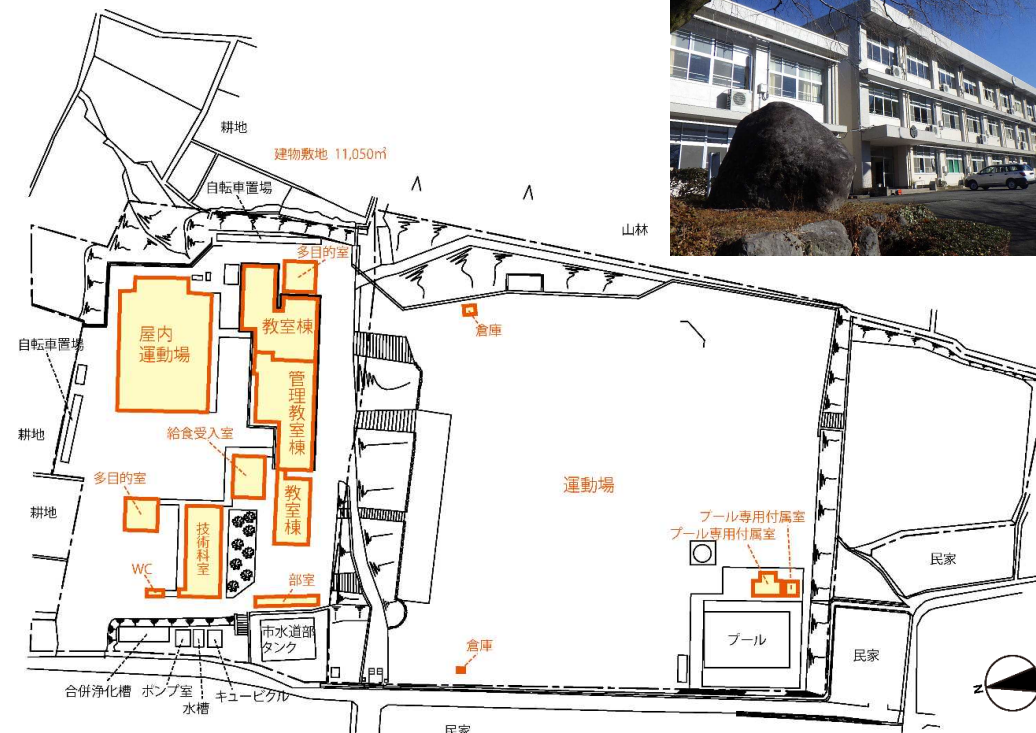 耕地
建物敷地 11,050㎡
自転車置場
山林
多目的室
倉庫
教室棟
屋内
運動場
自転車置場
管理教室棟
耕地
給食受入室
多目的室
運動場
教室棟
耕地
技術科室
プール専用付属室
プール専用付属室
民家
WC
部室
市水道部
タンク
プール
倉庫
民家
門
合併浄化槽
ポンプ室
水槽
キュービクル
N
民家